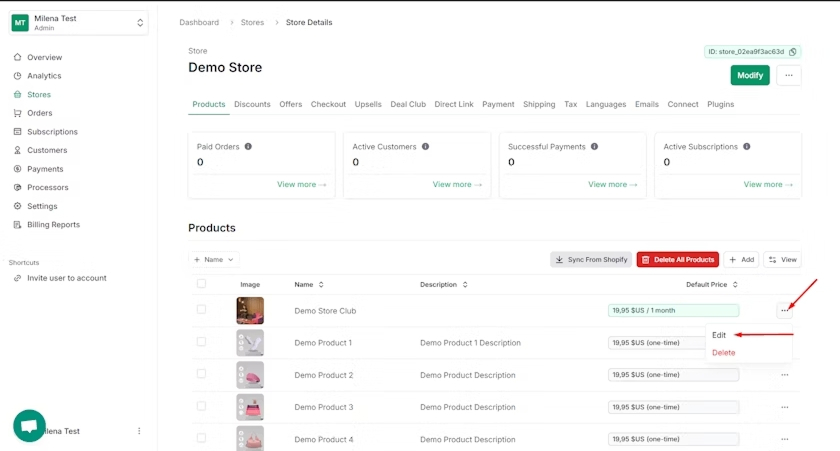 MT
Milena Test
Admin
Overview
Analytics
Stores
Orders
Subscriptions
Customers
Payments
Processors
Settings
Billing Reports
Shortcuts
Invite user to account
Milena Test
Dashboard > Stores > Store Details
Store
Demo Store
ID: store_02ea9f3ac63d
Modify
Products Discounts Offers Checkout Upsells Deal Club Direct Link Payment Shipping Tax Languages Emails Connect Plugins
Paid Orders
0
View more →
Active Customers
0
View more →
Successful Payments
0
View more →
Active Subscriptions
0
View more →
Products
+ Name
Sync From Shopify
Delete All Products
+ Add
View
Image Name Description Default Price
Demo Store Club 19,95 $US / 1 month ...
Edit
Delete
Demo Product 1 Demo Product 1 Description 19,95 $US (one-time)
Demo Product 2 Demo Product Description 19,95 $US (one-time) ...
Demo Product 3 Demo Product Description 19,95 $US (one-time) ...
Demo Product 4 Demo Product Description 19,95 $US (one-time) ...